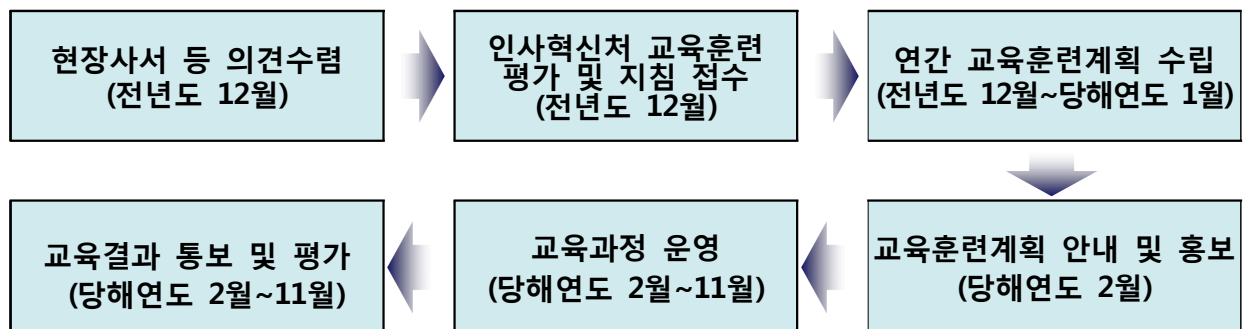 현장사서 등 의견수렴
(전년도 12월)
인사혁신처 교육훈련
평가 및 지침 접수
(전년도 12월)
연간 교육훈련계획 수립
(전년도 12월~당해연도 1월)
교육훈련계획 안내 및 홍보
(당해연도 2월)
교육과정 운영
(당해연도 2월~11월)
교육결과 통보 및 평가
(당해연도 2월~11월)